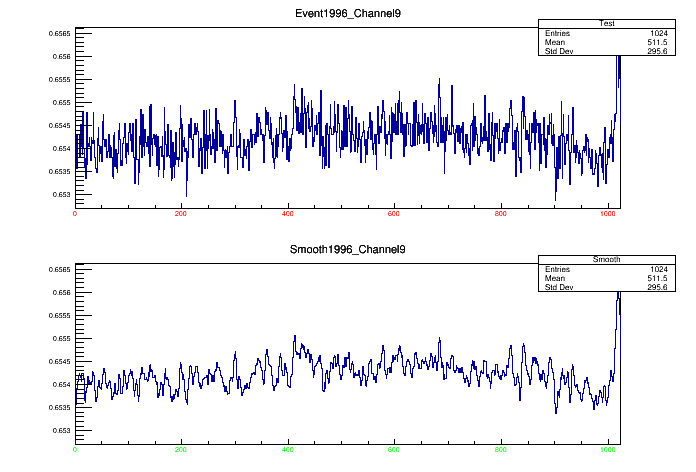 Event1996_Channel9
Test
Entries 1024
Mean 511.5
Std Dev 295.6
0.6565
0.656
0.6555
0.655
0.6545
0.654
0.6535
0.653
0 200 400 600 800 1000
Smooth1996_Channel9
Smooth
Entries 1024
Mean 511.5
Std Dev 295.6
0.6565
0.656
0.6555
0.655
0.6545
0.654
0.6535
0.653
0 200 400 600 800 1000